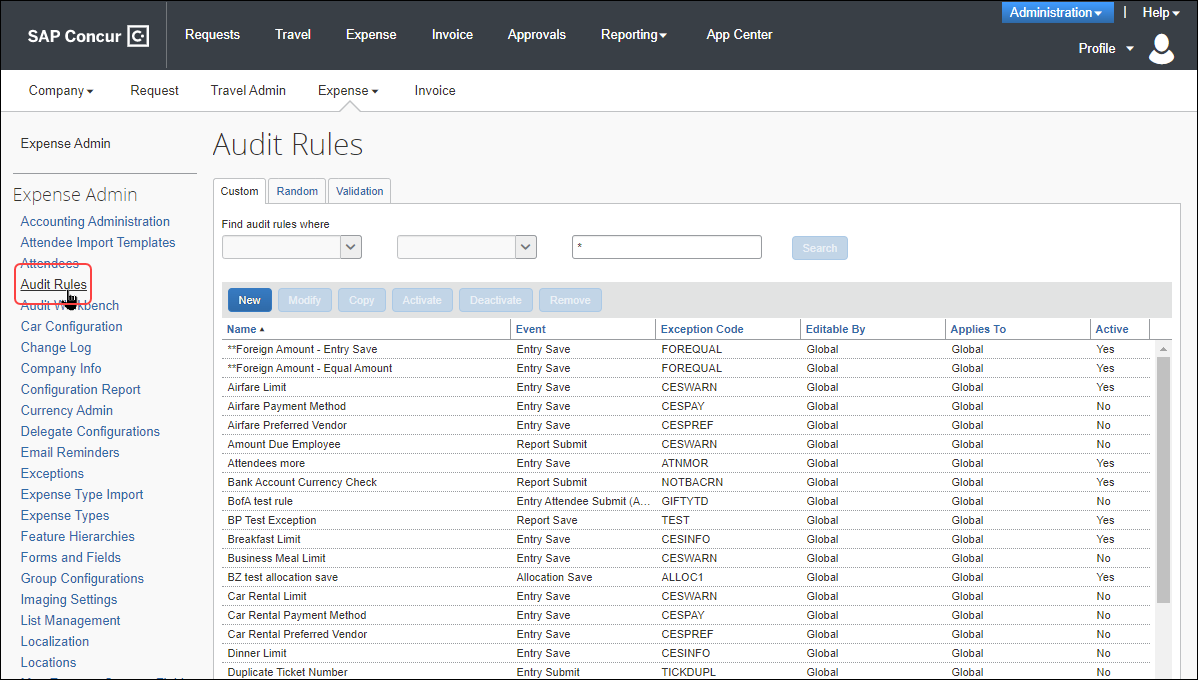 Administration | Help
SAP Concur C Requests Travel Expense Invoice Approvals Reporting App Center
Profile
Company Request Travel Admin Expense Invoice
Expense Admin
Expense Admin
Accounting Administration
Attendee Import Templates
Attendees
Audit Rules
Audit Workbench
Car Configuration
Change Log
Company Info
Configuration Report
Currency Admin
Delegate Configurations
Email Reminders
Exceptions
Expense Type Import
Expense Types
Feature Hierarchies
Forms and Fields
Group Configurations
Imaging Settings
List Management
Localization
Locations
Audit Rules
Custom Random Validation
Find audit rules where
* Search
New Modify Copy Activate Deactivate Remove
Name Event Exception Code Editable By Applies To Active
**Foreign Amount - Entry Save Entry Save FOREQUAL Global Global Yes
**Foreign Amount - Equal Amount Entry Save FOREQUAL Global Global Yes
Airfare Limit Entry Save CESWARN Global Global Yes
Airfare Payment Method Entry Save CESPAY Global Global No
Airfare Preferred Vendor Entry Save CESPREF Global Global No
Amount Due Employee Report Submit CESWARN Global Global No
Attendees more Entry Save ATNMOR Global Global Yes
Bank Account Currency Check Report Submit NOTBACRN Global Global Yes
BofA test rule Entry Attendee Submit (A... GIFTYTD Global Global No
BP Test Exception Report Save TEST Global Global Yes
Breakfast Limit Entry Save CESINFO Global Global Yes
Business Meal Limit Entry Save CESWARN Global Global No
BZ test allocation save Allocation Save ALLOC1 Global Global Yes
Car Rental Limit Entry Save CESWARN Global Global No
Car Rental Payment Method Entry Save CESPAY Global Global No
Car Rental Preferred Vendor Entry Save CESPREF Global Global No
Dinner Limit Entry Save CESINFO Global Global No
Duplicate Ticket Number Entry Submit TICKDUPL Global Global No